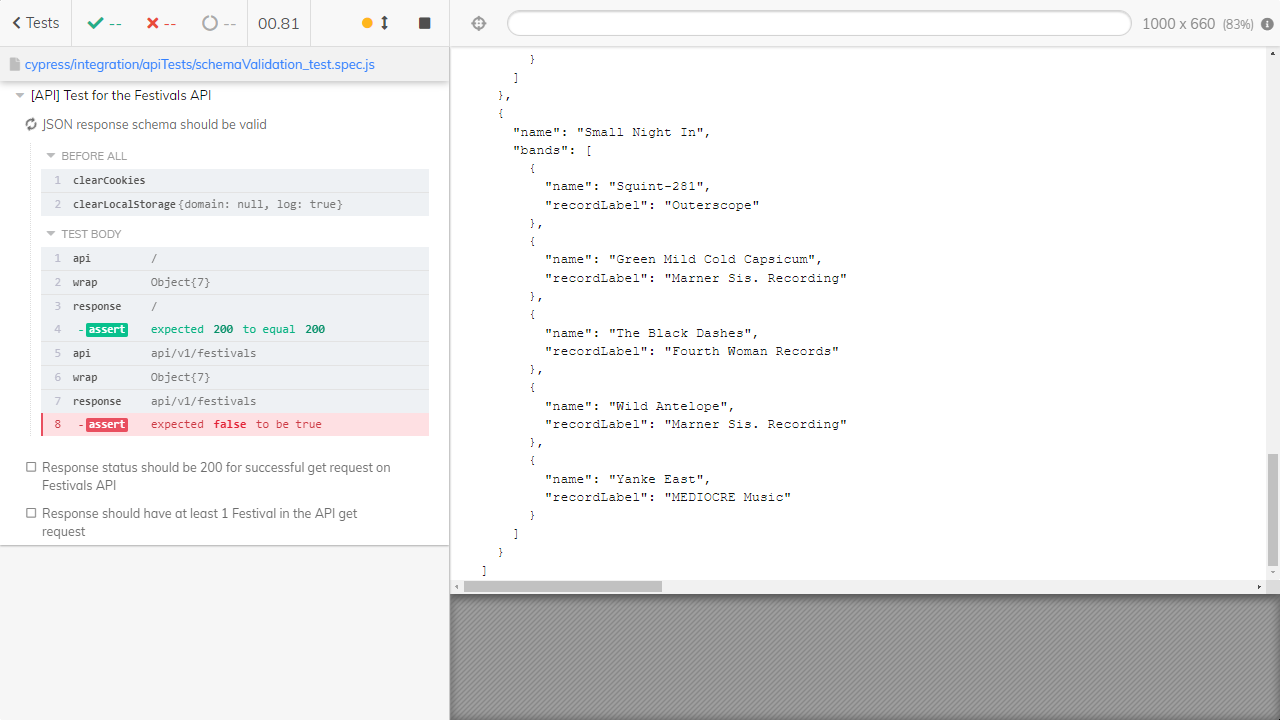 Tests
--
--
--
00.81
1000 x 660 (83%)
cypress/integration/apiTests/schemaValidation_test.spec.js
[API] Test for the Festivals API
JSON response schema should be valid
BEFORE ALL
1 clearCookies
2 clearLocalStorage {domain: null, log: true}
TEST BODY
1 api /
2 wrap Object{7}
3 response /
4 -assert expected 200 to equal 200
5 api api/v1/festivals
6 wrap Object{7}
7 response api/v1/festivals
8 -assert expected false to be true
Response status should be 200 for successful get request on
Festivals API
Response should have at least 1 Festival in the API get
request
}
]
},
{
"name": "Small Night In",
"bands": [
{
"name": "Squint-281",
"recordLabel": "Outerscope"
},
{
"name": "Green Mild Cold Capsicum",
"recordLabel": "Marner Sis. Recording"
},
{
"name": "The Black Dashes",
"recordLabel": "Fourth Woman Records"
},
{
"name": "Wild Antelope",
"recordLabel": "Marner Sis. Recording"
},
{
"name": "Yanke East",
"recordLabel": "MEDIOCRE Music"
}
]
}
]